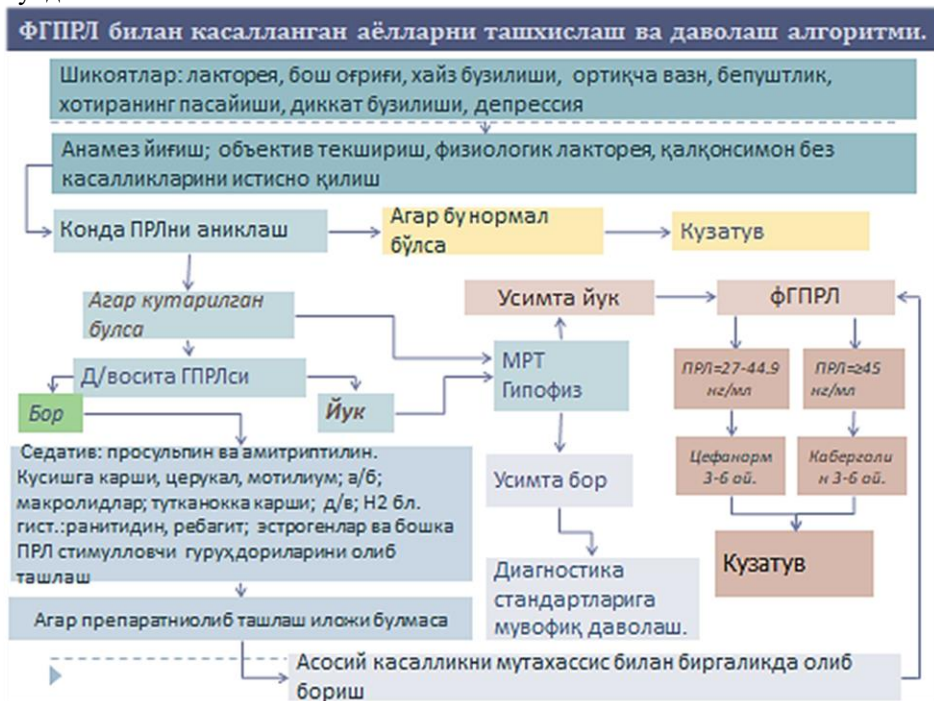 ФГПРЛ билан касалланган аёлларни ташхислаш ва даволаш алгоритми.
Шикоятлар: лакторея, бош оғриғи, хайз бузилиши, ортиқча вазн, бепуштлик,
хотиранинг пасайиши, диккат бузилиши, депрессия
Анамез йиғиш; объектив текшириш, физиологик лакторея, қалқонсимон без
касалликларини истисно қилиш
Конда ПРЛни аниклаш
Агар бу нормал
бўлса
Кузатув
Агар кутарилган
булса
Усимта йук
фГПРЛ
Д/восита ГПРЛси
МРТ
Гипофиз
ПРЛ=27-44.9
нг/мл
ПРЛ=≥45
нг/мл
Бор
Йук
Седатив: просульпин ва амитриптилин.
Кусишга карши, церукал, мотилиум; а/б;
макролидлар; тутканокка карши; д/в; Н2 бл.
гист.:ранитидин, ребагит; эстрогенлар ва бошка
ПРЛ стимулловчи гуруҳдориларини олиб
ташлаш
Усимта бор
Цефанорм
3-6 ой.
Каберголи
н 3-6 ой.
Кузатув
Диагностика
стандартларига
мувофиқ даволаш.
Агар препаратниолиб ташлаш иложи булмаса
Асосий касалликни мутахассис билан биргаликда олиб
бориш